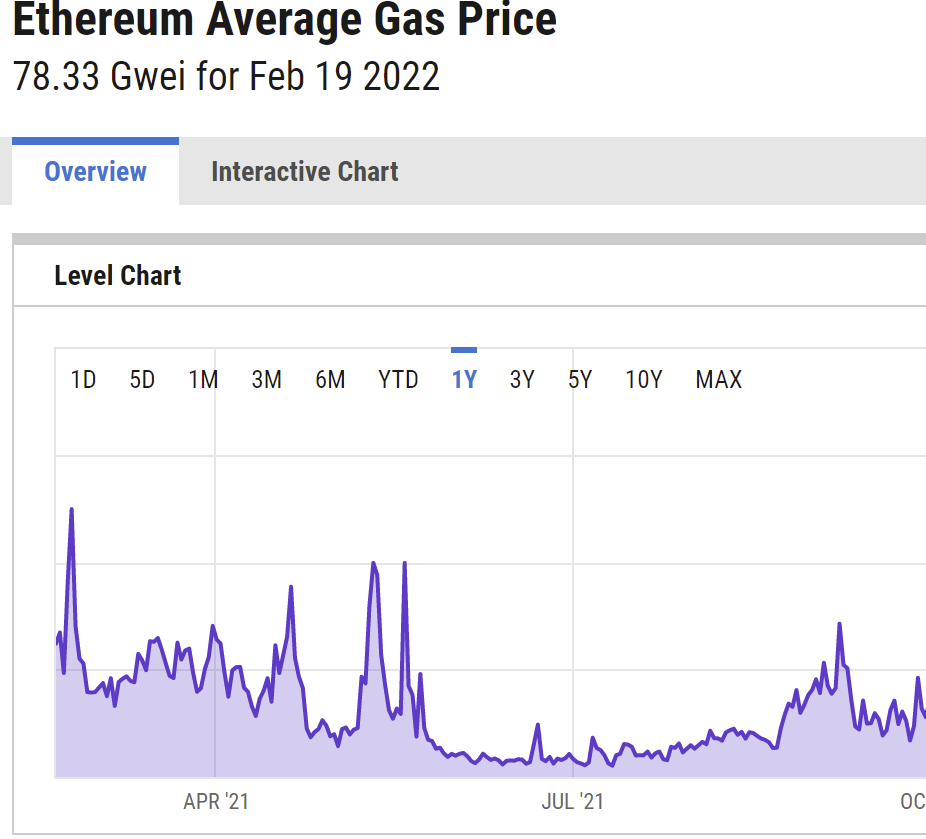 Ethereum Average Gas Price
78.33 Gwei for Feb 19 2022
Overview Interactive Chart
Level Chart
1D 5D 1M 3M 6M YTD 1Y 3Y 5Y 10Y MAX
APR '21 JUL '21 OC